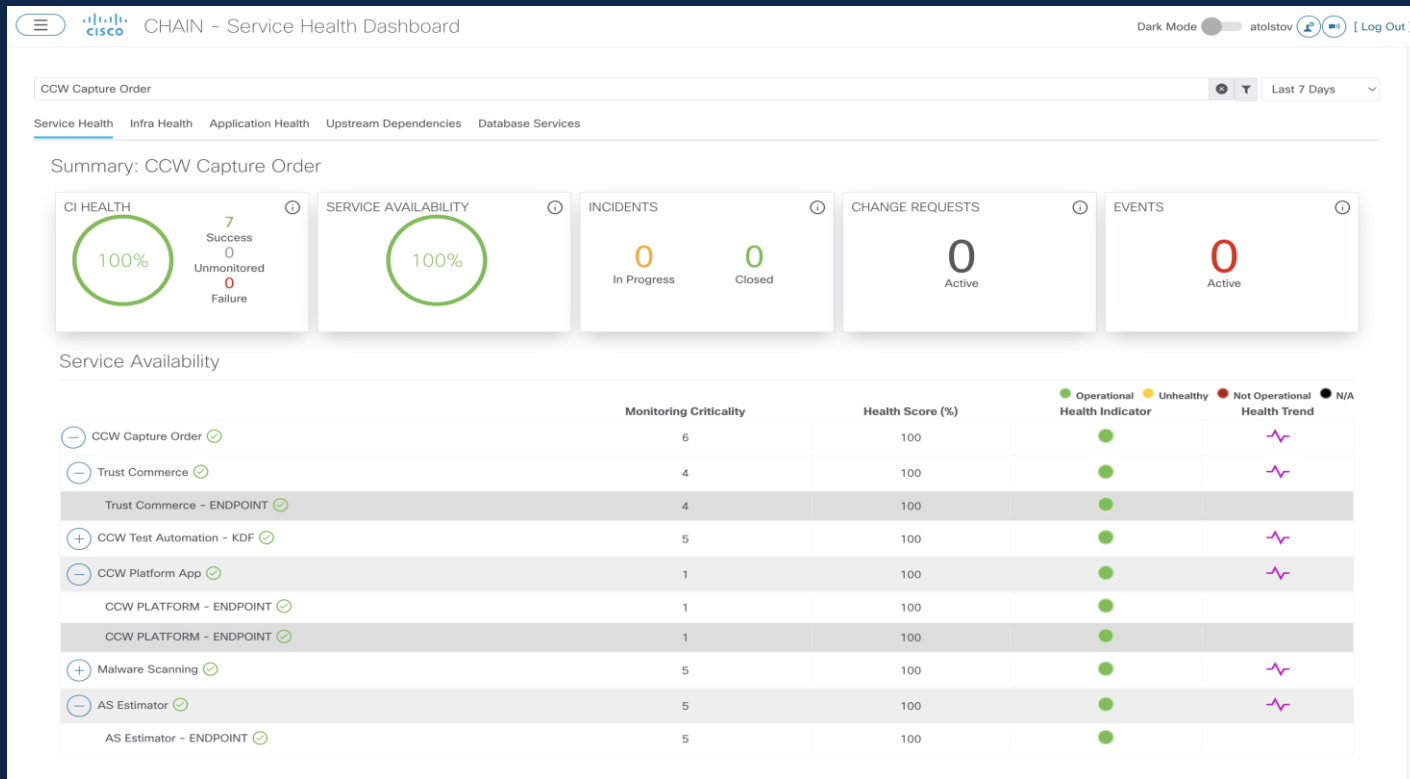 CISCO CHAIN - Service Health Dashboard Dark Mode atolstov [ Log Out ]
CCW Capture Order Last 7 Days
Service Health Infra Health Application Health Upstream Dependencies Database Services
Summary: CCW Capture Order
CI HEALTH
100%
7
Success
0
Unmonitored
0
Failure
SERVICE AVAILABILITY
100%
INCIDENTS
0
In Progress
0
Closed
CHANGE REQUESTS
0
Active
EVENTS
0
Active
Service Availability
Operational Unhealthy Not Operational N/A
Monitoring Criticality Health Score (%) Health Indicator Health Trend
CCW Capture Order 6 100
Trust Commerce 4 100
Trust Commerce - ENDPOINT 4 100
CCW Test Automation - KDF 5 100
CCW Platform App 1 100
CCW PLATFORM - ENDPOINT 1 100
CCW PLATFORM - ENDPOINT 1 100
Malware Scanning 5 100
AS Estimator 5 100
AS Estimator - ENDPOINT 5 100